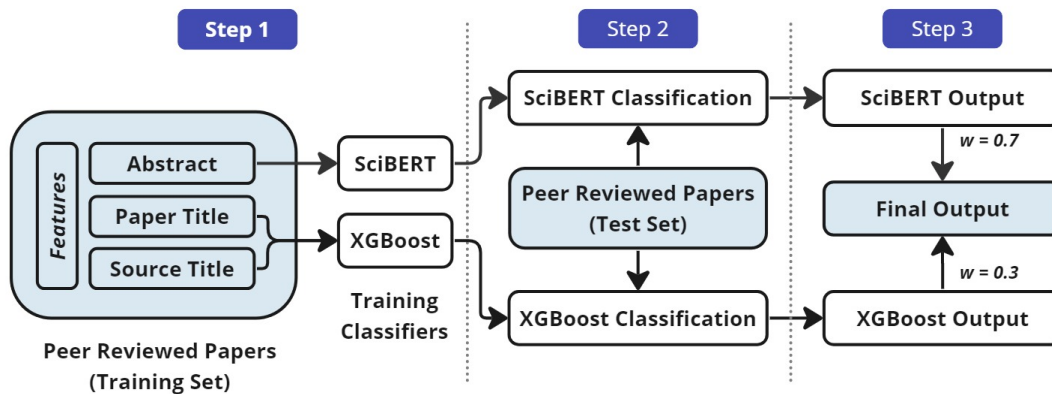 Step 1
Step 2
Step 3
Features
Abstract
Paper Title
Source Title
Peer Reviewed Papers
(Training Set)
SciBERT
XGBoost
Training
Classifiers
SciBERT Classification
Peer Reviewed Papers
(Test Set)
XGBoost Classification
SciBERT Output
w = 0.7
Final Output
w = 0.3
XGBoost Output